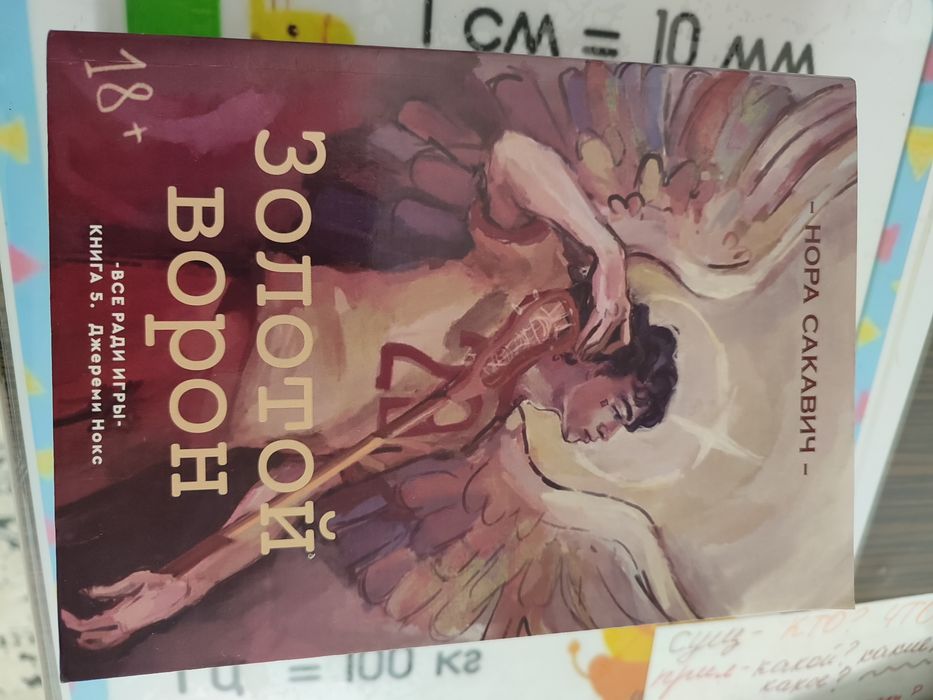 1 см = 10 мм
– НОРА САКАВИЧ –
ЗОЛОТОЙ
ВОРОН
-ВСЕ РАДИ ИГРЫ-
КНИГА 5. Джереми Нокс
18+
1 ц = 100 кг
сущ- кто? что
прил-какой? какие
какое?